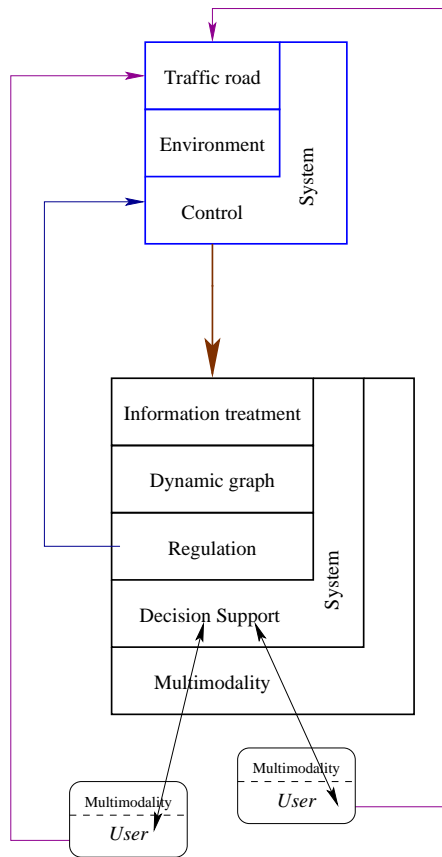 Traffic road
Environment
System
Control
Information treatment
Dynamic graph
Regulation
System
Decision Support
Multimodality
Multimodality
User
Multimodality
User